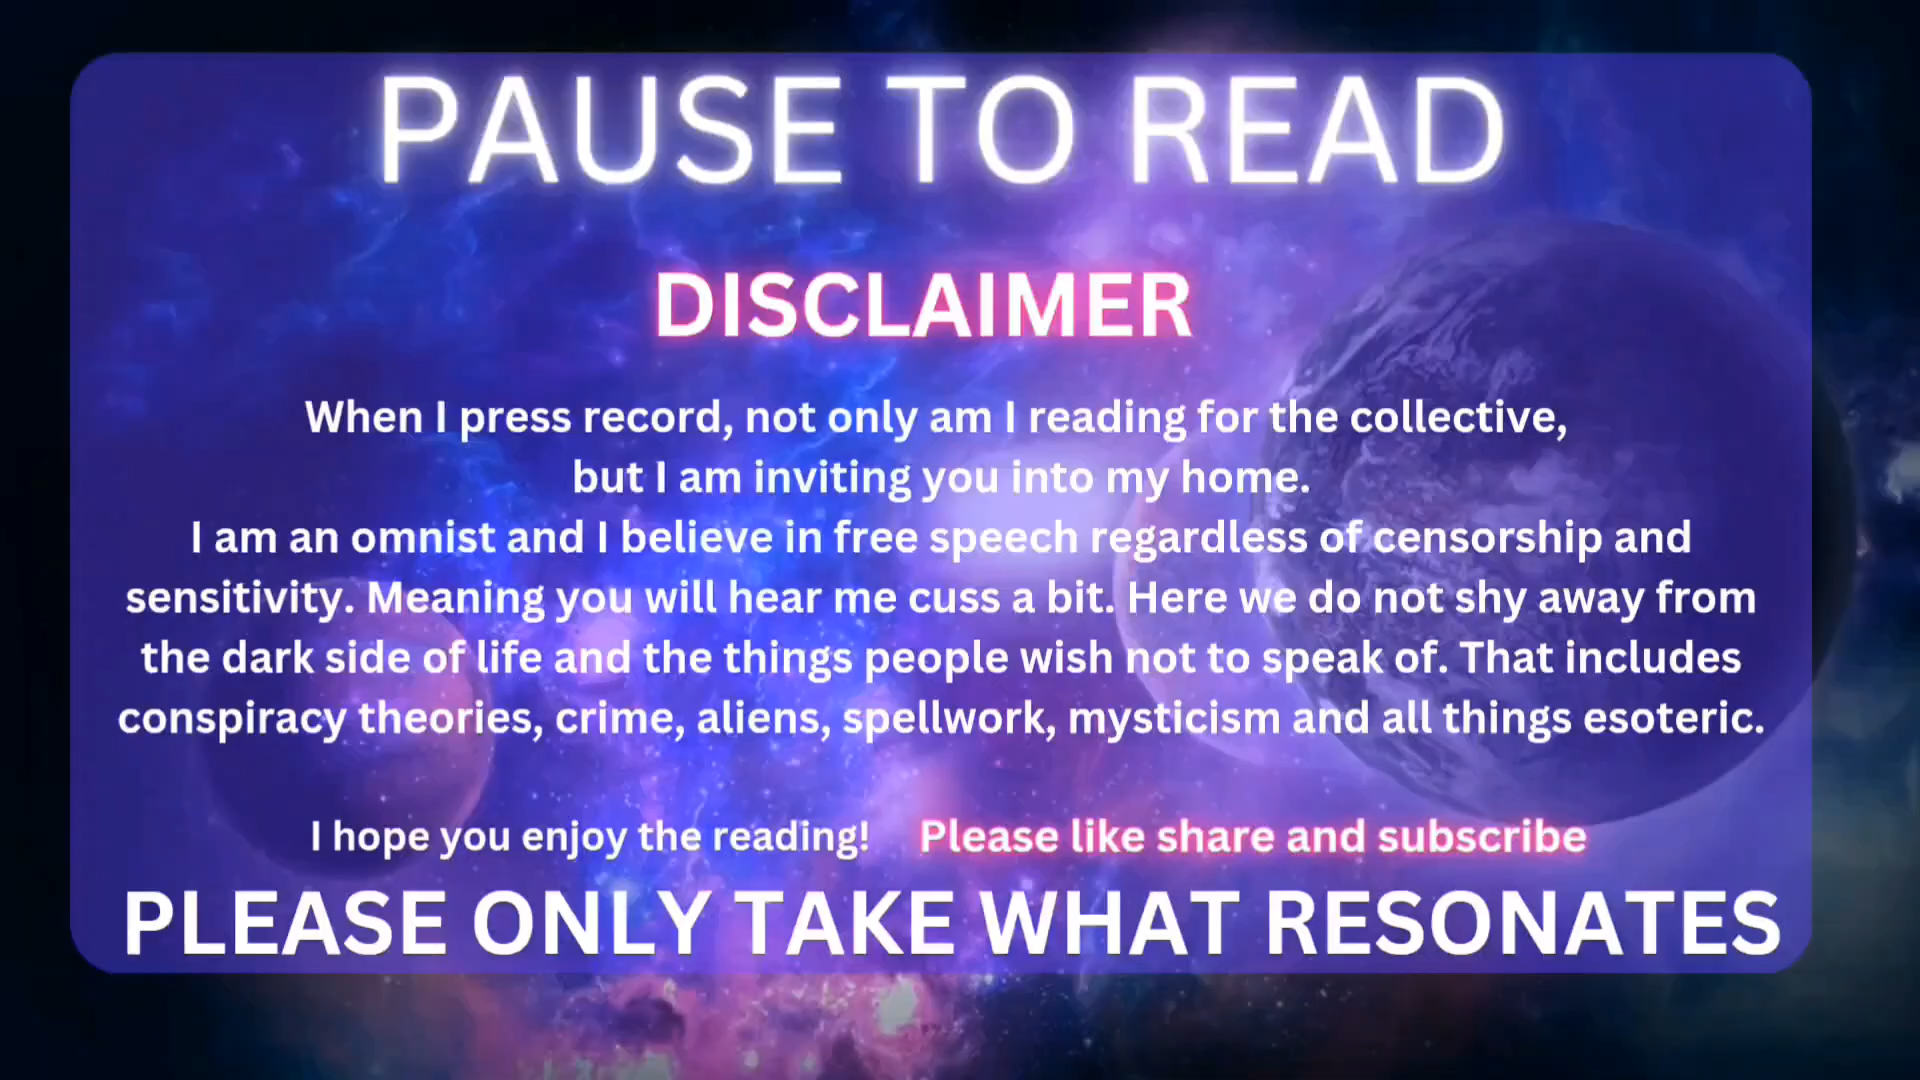 PAUSE TO READ
DISCLAIMER
When I press record, not only am I reading for the collective,
but I am inviting you into my home.
I am an omnist and I believe in free speech regardless of censorship and
sensitivity. Meaning you will hear me cuss a bit. Here we do not shy away from
the dark side of life and the things people wish not to speak of. That includes
conspiracy theories, crime, aliens, spellwork, mysticism and all things esoteric.
I hope you enjoy the reading! Please like share and subscribe
PLEASE ONLY TAKE WHAT RESONATES